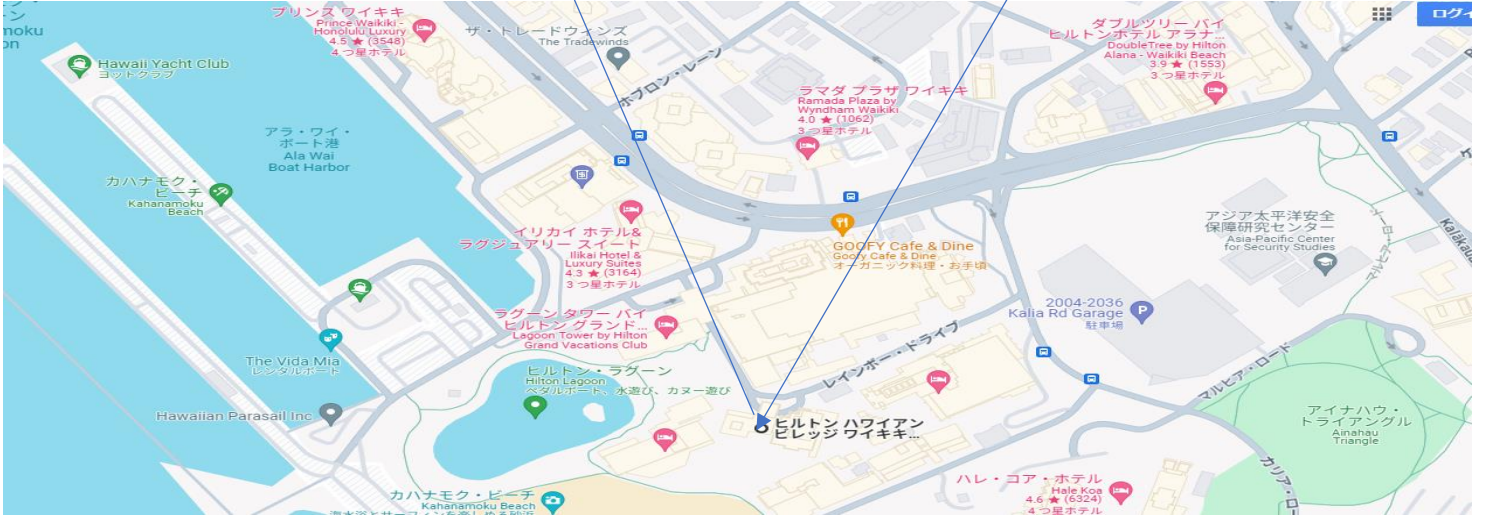 moku
on
プリンス ワイキキ
Prince Waikiki -
Honolulu Luxury
4.5 ★ (3548)
4 つ星ホテル
ザ・トレードウィンズ
The Tradewinds
ダブルツリー バイ
ヒルトンホテル アラナ...
DoubleTree by Hilton
Alana - Waikiki Beach
3.9 ★ (1553)
3 つ星ホテル
ログイ
Hawaii Yacht Club
ヨットクラブ
ホブロン・レーン
ラマダ プラザ ワイキキ
Ramada Plaza by
Wyndham Waikiki
4.0 ★ (1062)
3 つ星ホテル
アラ・ワイ・
ボート港
Ala Wai
Boat Harbor
カハナモク・
ビーチ
Kahanamoku
Beach
イリカイ ホテル&
ラグジュアリー スイート
Ilikai Hotel &
Luxury Suites
4.3 ★ (3164)
3 つ星ホテル
GOOFY Cafe & Dine
Goofy Cafe & Dine
オーガニック料理・お手頃
アジア太平洋安全
保障研究センター
Asia-Pacific Center
for Security Studies
マルヒア・ロード
Kalākaua
2004-2036
Kalia Rd Garage
駐車場
P
ラグーン タワー バイ
ヒルトン グランド...
Lagoon Tower by Hilton
Grand Vacations Club
The Vida Mia
レンタルボート
ヒルトン・ラグーン
Hilton Lagoon
ペダルボート、水遊び、カヌー遊び
レインボー・ドライブ
マルヒア・ロード
Hawaiian Parasail Inc
ヒルトン ハワイアン
ビレッジ ワイキキ...
アイナハウ・
トライアングル
Ainahau
Triangle
カリア・ロー
ハレ・コア・ホテル
Hale Koa
4.6 ★ (6324)
4 つ星ホテル
カハナモク・ビーチ
Kahanamoku Beach